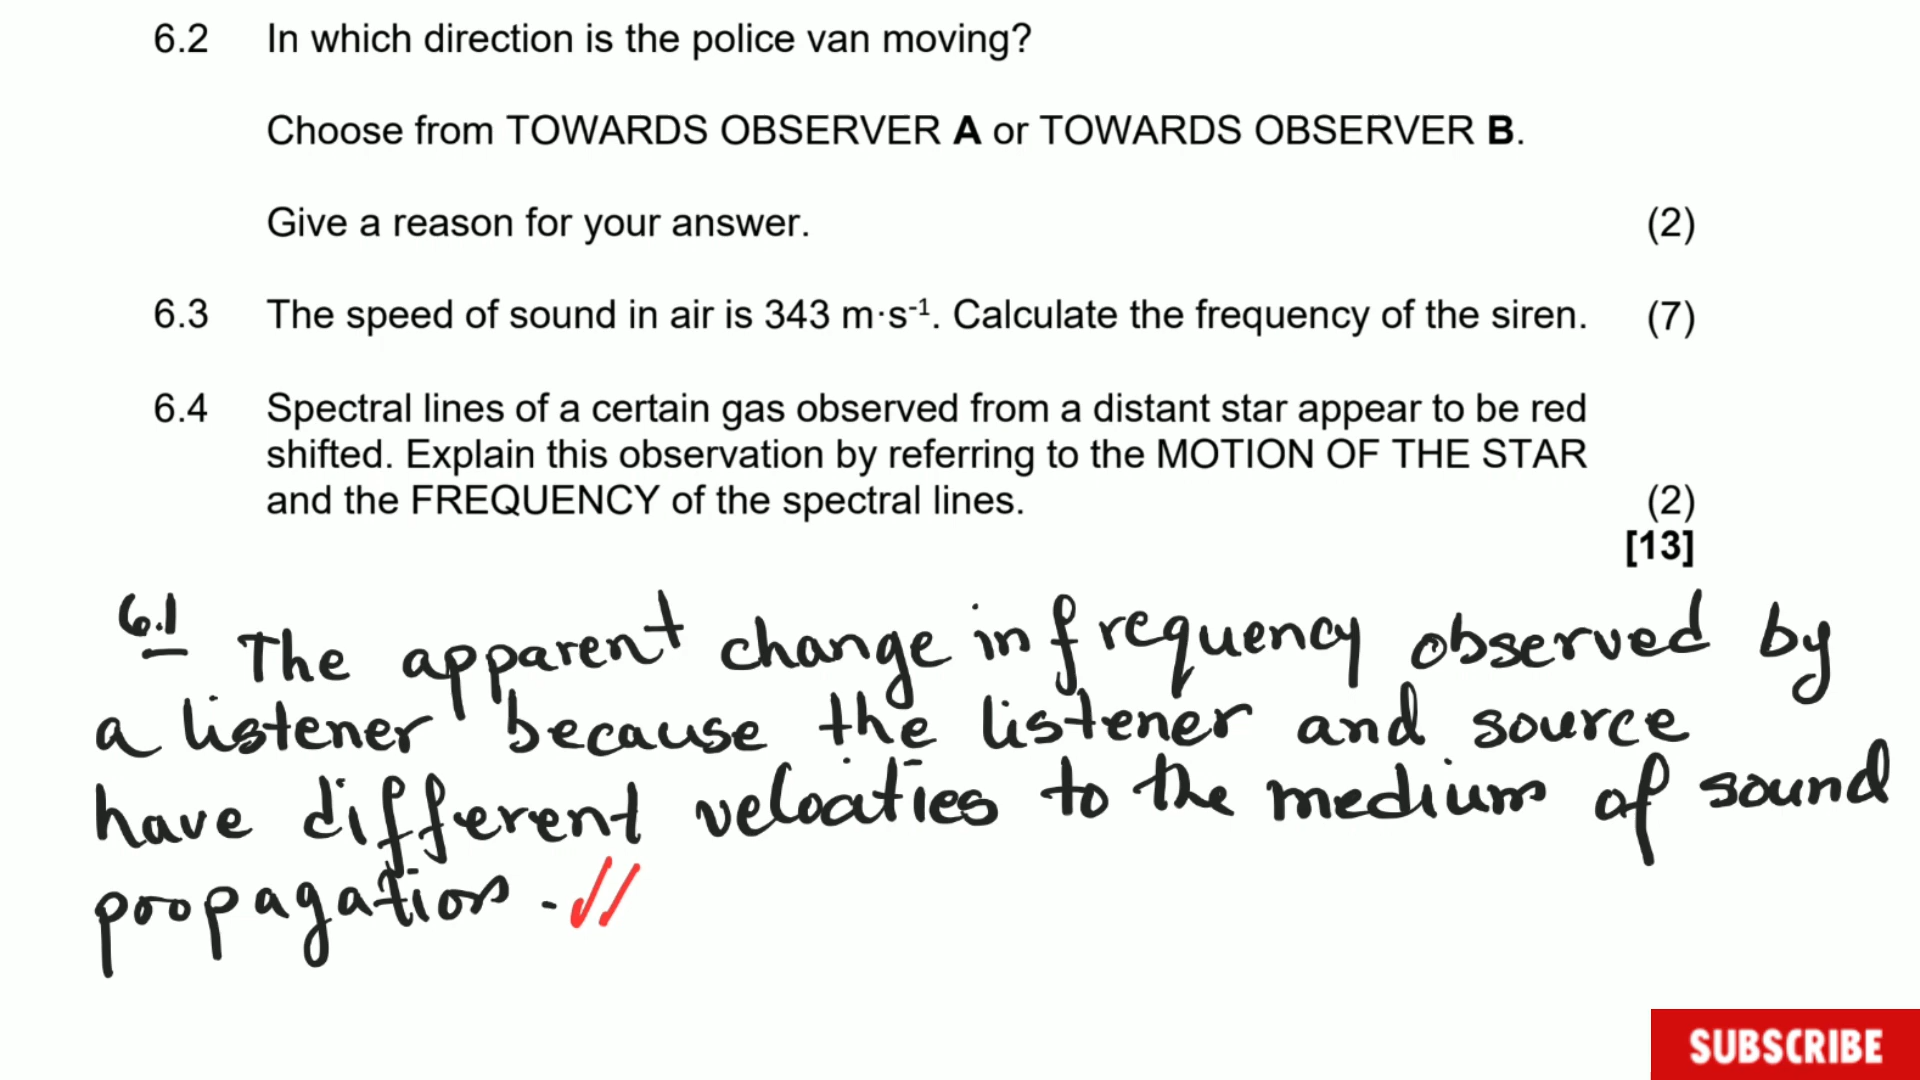 6.2 In which direction is the police van moving?
Choose from TOWARDS OBSERVER A or TOWARDS OBSERVER B.
Give a reason for your answer. (2)
6.3 The speed of sound in air is 343 m·s⁻¹. Calculate the frequency of the siren. (7)
6.4 Spectral lines of a certain gas observed from a distant star appear to be red
shifted. Explain this observation by referring to the MOTION OF THE STAR
and the FREQUENCY of the spectral lines. (2)
[13]
6.1 The apparent change in frequency observed by
a listener because the listener and source
have different velocities to the medium of sound
propagation.
SUBSCRIBE